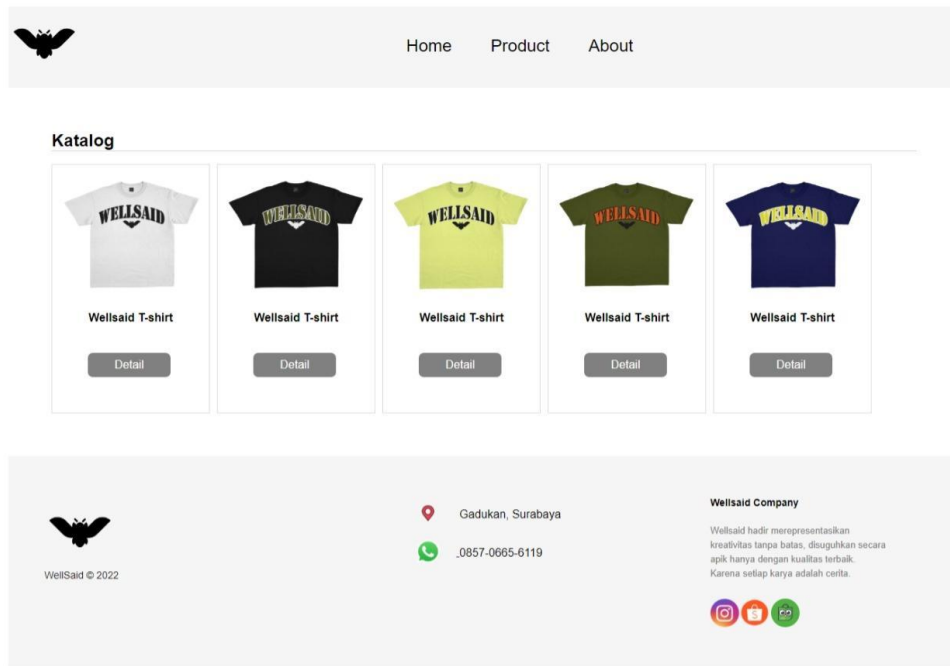 Home Product About
Katalog
WELLSAID WELLSAID WELLSAID WELLSAID WELLSAID
Wellsaid T-shirt Wellsaid T-shirt Wellsaid T-shirt Wellsaid T-shirt Wellsaid T-shirt
Detail Detail Detail Detail Detail
WellSaid © 2022
Gadukan, Surabaya
0857-0665-6119
Wellsaid Company
Wellsaid hadir merepresentasikan
kreativitas tanpa batas, disuguhkan secara
apik hanya dengan kualitas terbaik.
Karena setiap karya adalah cerita.